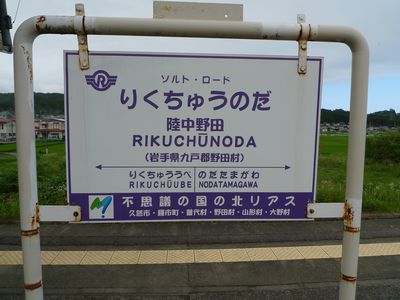 ソルト・ロード
りくちゅうのだ
陸中野田
RIKUCHŪNODA
(岩手県九戸郡野田村)
りくちゅううべ のだたまがわ
RIKUCHŪUBE NODATAMAGAWA
不思議の国の北リアス
久慈市・種市町・普代村・野田村・山形村・大野村